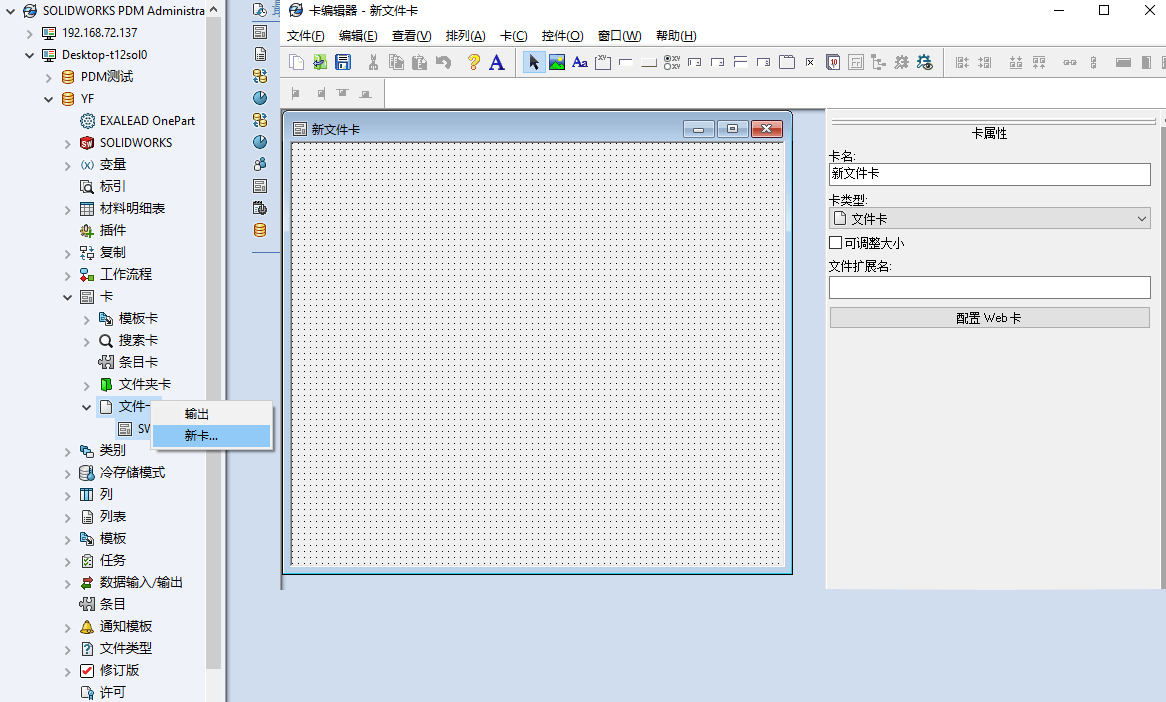 SOLIDWORKS PDM Administra
192.168.72.137
Desktop-t12sol0
PDM测试
YF
EXALEAD OnePart
SOLIDWORKS
变量
标引
材料明细表
插件
复制
工作流程
卡
模板卡
搜索卡
条目卡
文件夹卡
文件
SW
输出
新卡...
类别
冷存储模式
列
列表
模板
任务
数据输入/输出
条目
通知模板
文件类型
修订版
许可
卡编辑器 - 新文件卡
文件(F) 编辑(E) 查看(V) 排列(A) 卡(C) 控件(O) 窗口(W) 帮助(H)
新文件卡
卡属性
卡名:
新文件卡
卡类型:
文件卡
可调整大小
文件扩展名:
配置 Web 卡